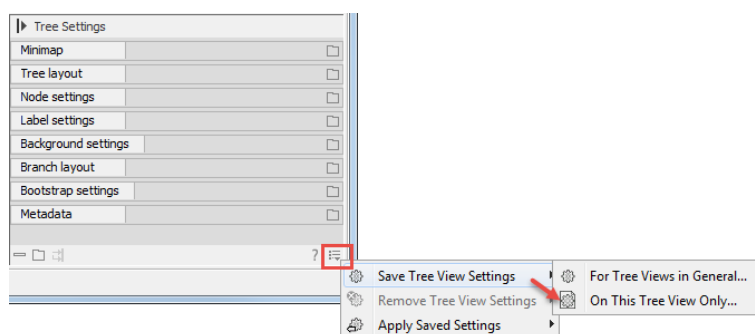 Tree Settings
Minimap
Tree layout
Node settings
Label settings
Background settings
Branch layout
Bootstrap settings
Metadata
?
Save Tree View Settings
For Tree Views in General...
Remove Tree View Settings
On This Tree View Only...
Apply Saved Settings